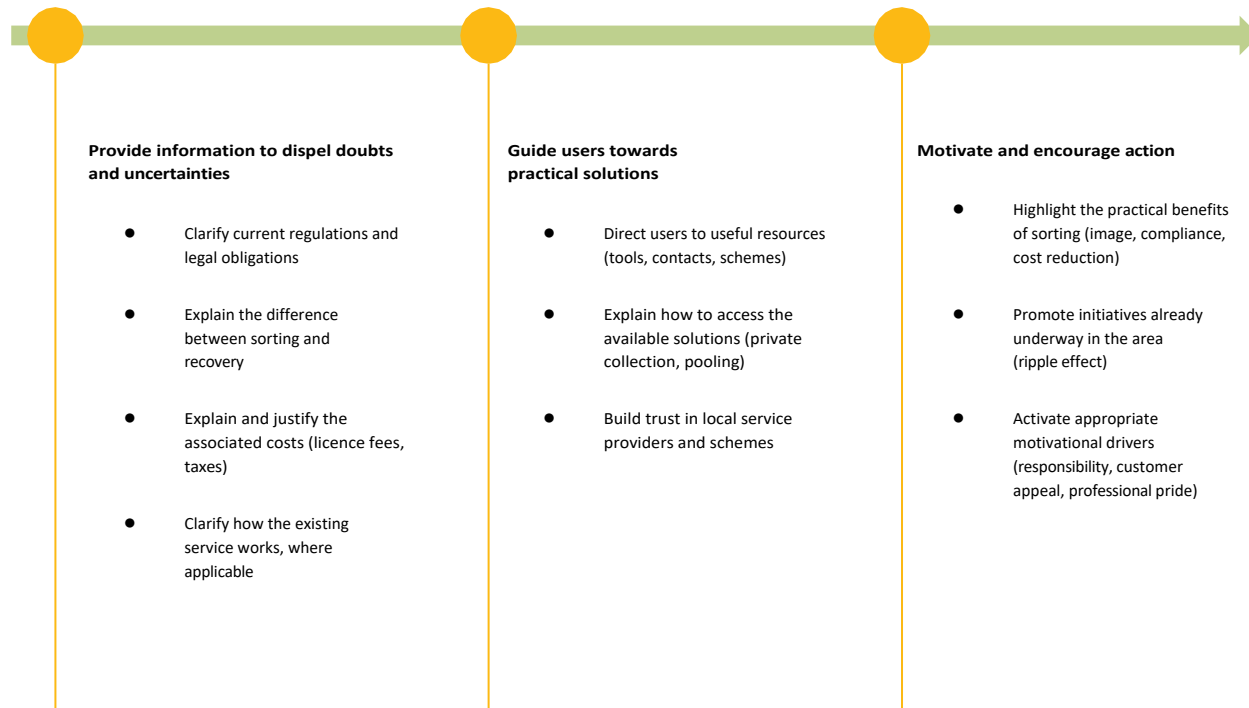 Provide information to dispel doubts
and uncertainties
● Clarify current regulations and
legal obligations
● Explain the difference
between sorting and
recovery
● Explain and justify the
associated costs (licence fees,
taxes)
● Clarify how the existing
service works, where
applicable
Guide users towards
practical solutions
● Direct users to useful resources
(tools, contacts, schemes)
● Explain how to access the
available solutions (private
collection, pooling)
● Build trust in local service
providers and schemes
Motivate and encourage action
● Highlight the practical benefits
of sorting (image, compliance,
cost reduction)
● Promote initiatives already
underway in the area
(ripple effect)
● Activate appropriate
motivational drivers
(responsibility, customer
appeal, professional pride)